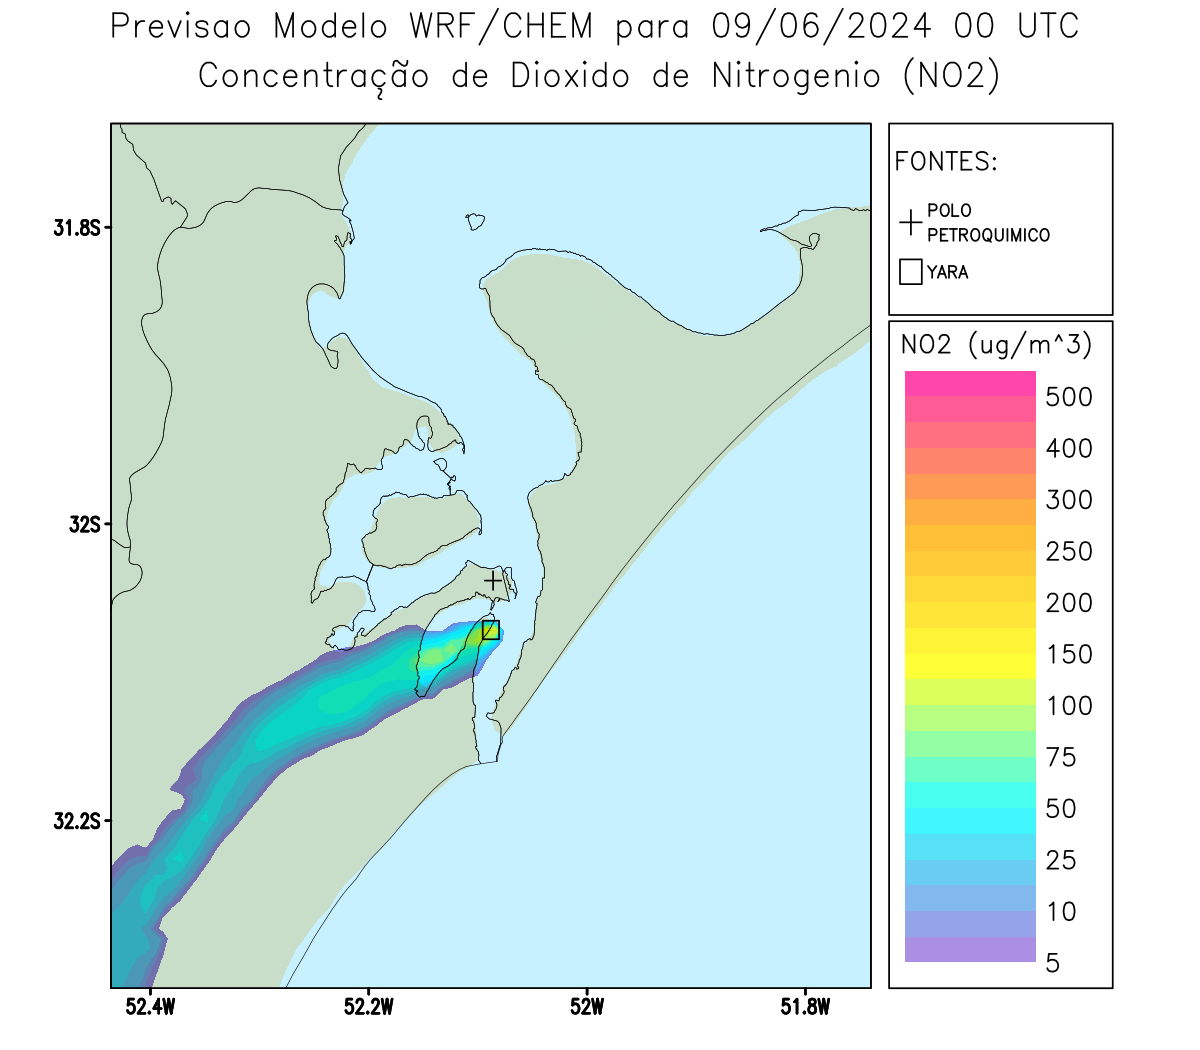 Previsao Modelo WRF/CHEM para 09/06/2024 00 UTC
Concentração de Dioxido de Nitrogenio (NO2)
FONTES:
POLO
PETROQUIMICO
YARA
NO2 (ug/m^3)
500
400
300
250
200
150
100
75
50
25
10
5
31.8S
32S
32.2S
52.4W
52.2W
52W
51.8W